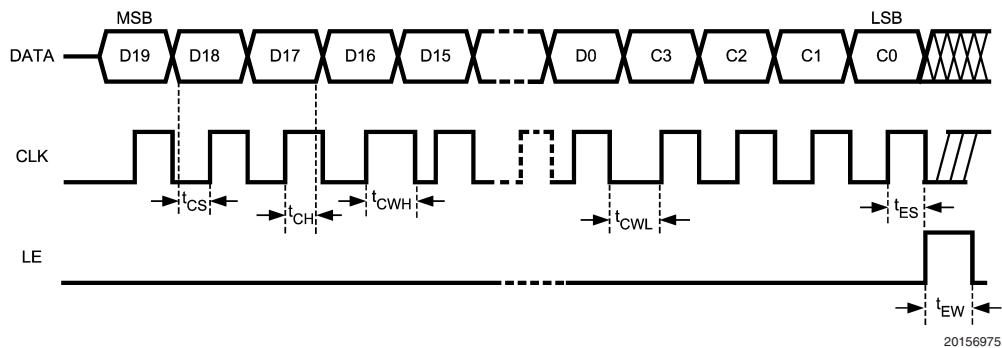 MSB LSB
DATA D19 D18 D17 D16 D15 D0 C3 C2 C1 C0
CLK
tCS tCH tCWH tCWL tES
LE
tEW
20156975